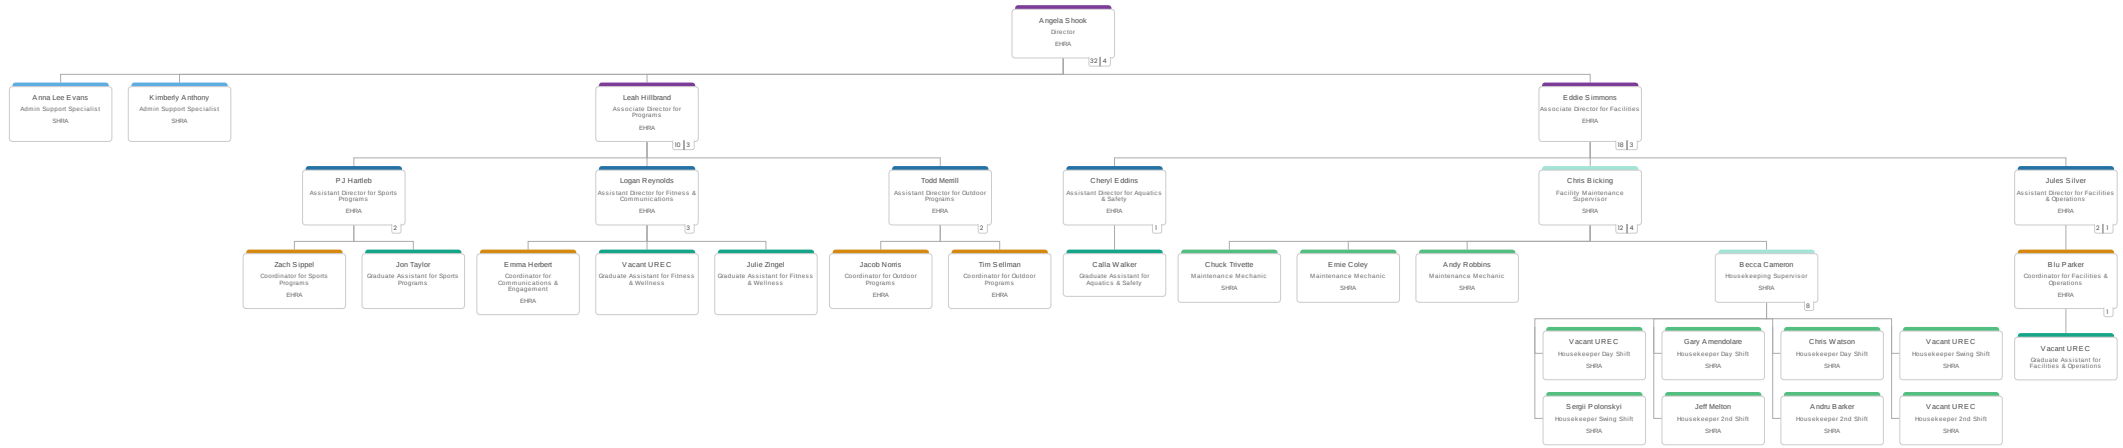 Angela Shook
Director
EHRA
32 4
Anna Lee Evans
Admin Support Specialist
SHRA
Kimberly Anthony
Admin Support Specialist
SHRA
Leah Hillbrand
Associate Director for
Programs
EHRA
10 3
Eddie Simmons
Associate Director for Facilities
EHRA
18 3
PJ Hartleb
Assistant Director for Sports
Programs
EHRA
2
Logan Reynolds
Assistant Director for Fitness &
Communications
EHRA
3
Todd Merrill
Assistant Director for Outdoor
Programs
EHRA
2
Cheryl Eddins
Assistant Director for Aquatics
& Safety
EHRA
1
Chris Bicking
Facility Maintenance
Supervisor
SHRA
12 4
Jules Silver
Assistant Director for Facilities
& Operations
EHRA
2 1
Zach Sippel
Coordinator for Sports
Programs
EHRA
Jon Taylor
Graduate Assistant for Sports
Programs
Emma Herbert
Coordinator for
Communications &
Engagement
EHRA
Vacant UREC
Graduate Assistant for Fitness
& Wellness
Julie Zingel
Graduate Assistant for Fitness
& Wellness
Jacob Norris
Coordinator for Outdoor
Programs
EHRA
Tim Sellman
Coordinator for Outdoor
Programs
EHRA
Calla Walker
Graduate Assistant for
Aquatics & Safety
Chuck Trivette
Maintenance Mechanic
SHRA
Ernie Coley
Maintenance Mechanic
SHRA
Andy Robbins
Maintenance Mechanic
SHRA
Becca Cameron
Housekeeping Supervisor
SHRA
8
Blu Parker
Coordinator for Facilities &
Operations
EHRA
1
Vacant UREC
Housekeeper Day Shift
SHRA
Gary Amendolare
Housekeeper Day Shift
SHRA
Chris Watson
Housekeeper Day Shift
SHRA
Vacant UREC
Housekeeper Swing Shift
SHRA
Vacant UREC
Graduate Assistant for
Facilities & Operations
Sergii Polonskyi
Housekeeper Swing Shift
SHRA
Jeff Melton
Housekeeper 2nd Shift
SHRA
Andru Barker
Housekeeper 2nd Shift
SHRA
Vacant UREC
Housekeeper 2nd Shift
SHRA